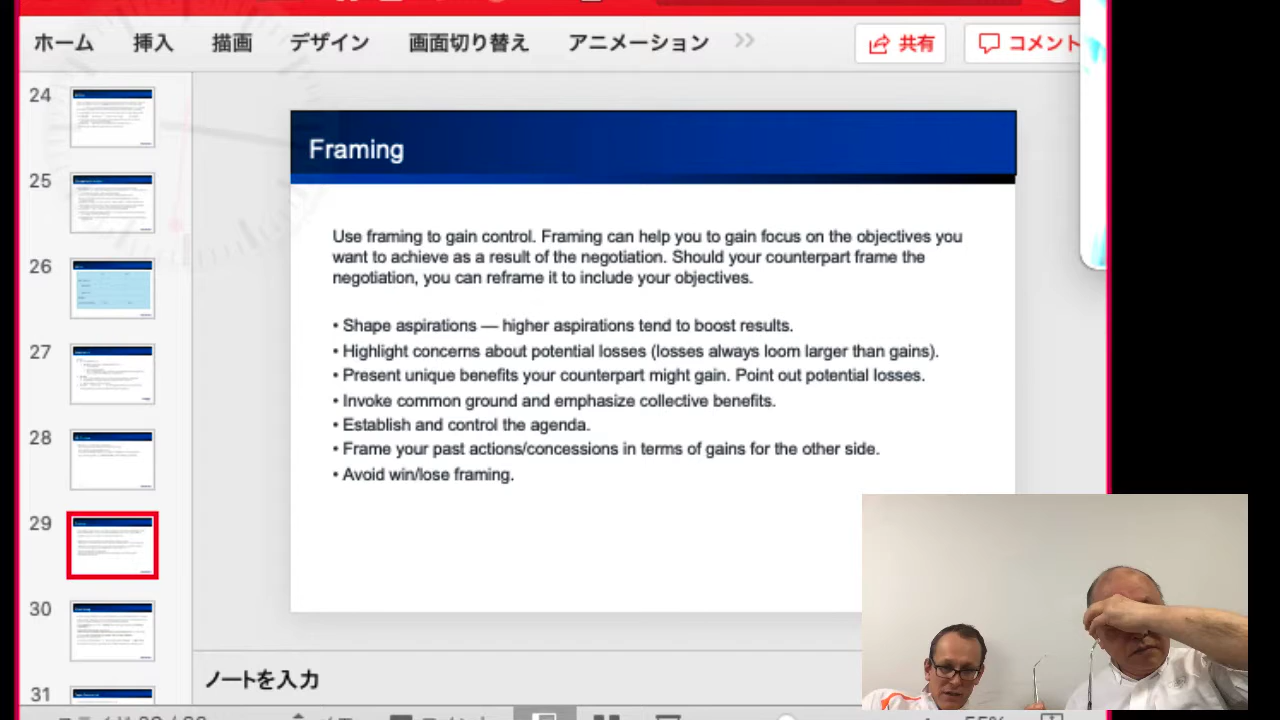 ホーム 挿入 描画 デザイン 画面切り替え アニメーション >> 共有 コメント
24
25
26
27
28
29
30
31
Framing
Use framing to gain control. Framing can help you to gain focus on the objectives you
want to achieve as a result of the negotiation. Should your counterpart frame the
negotiation, you can reframe it to include your objectives.
• Shape aspirations — higher aspirations tend to boost results.
• Highlight concerns about potential losses (losses always loom larger than gains).
• Present unique benefits your counterpart might gain. Point out potential losses.
• Invoke common ground and emphasize collective benefits.
• Establish and control the agenda.
• Frame your past actions/concessions in terms of gains for the other side.
• Avoid win/lose framing.
ノートを入力